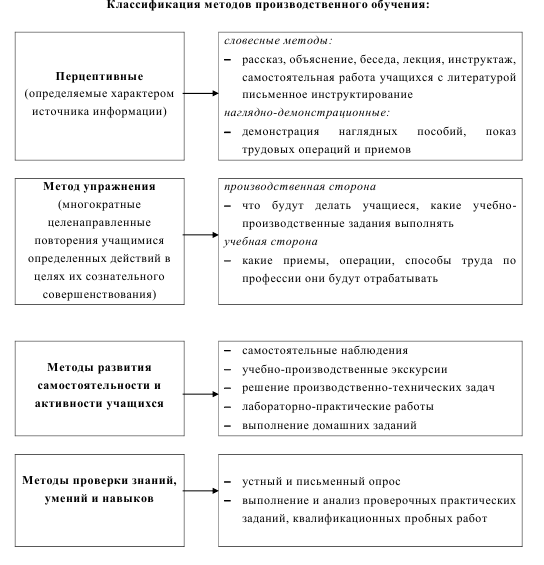 Классификация методов производственного обучения:
Перцептивные
(определяемые характером
источника информации)
словесные методы:
– рассказ, объяснение, беседа, лекция, инструктаж,
самостоятельная работа учащихся с литературой
письменное инструктирование
наглядно-демонстрационные:
– демонстрация наглядных пособий, показ
трудовых операций и приемов
Метод упражнения
(многократные
целенаправленные
повторения учащимися
определенных действий в
целях их сознательного
совершенствования)
производственная сторона
– что будут делать учащиеся, какие учебно-
производственные задания выполнять
учебная сторона
– какие приемы, операции, способы труда по
профессии они будут отрабатывать
Методы развития
самостоятельности и
активности учащихся
– самостоятельные наблюдения
– учебно-производственные экскурсии
– решение производственно-технических задач
– лабораторно-практические работы
– выполнение домашних заданий
Методы проверки знаний,
умений и навыков
– устный и письменный опрос
– выполнение и анализ проверочных практических
заданий, квалификационных пробных работ